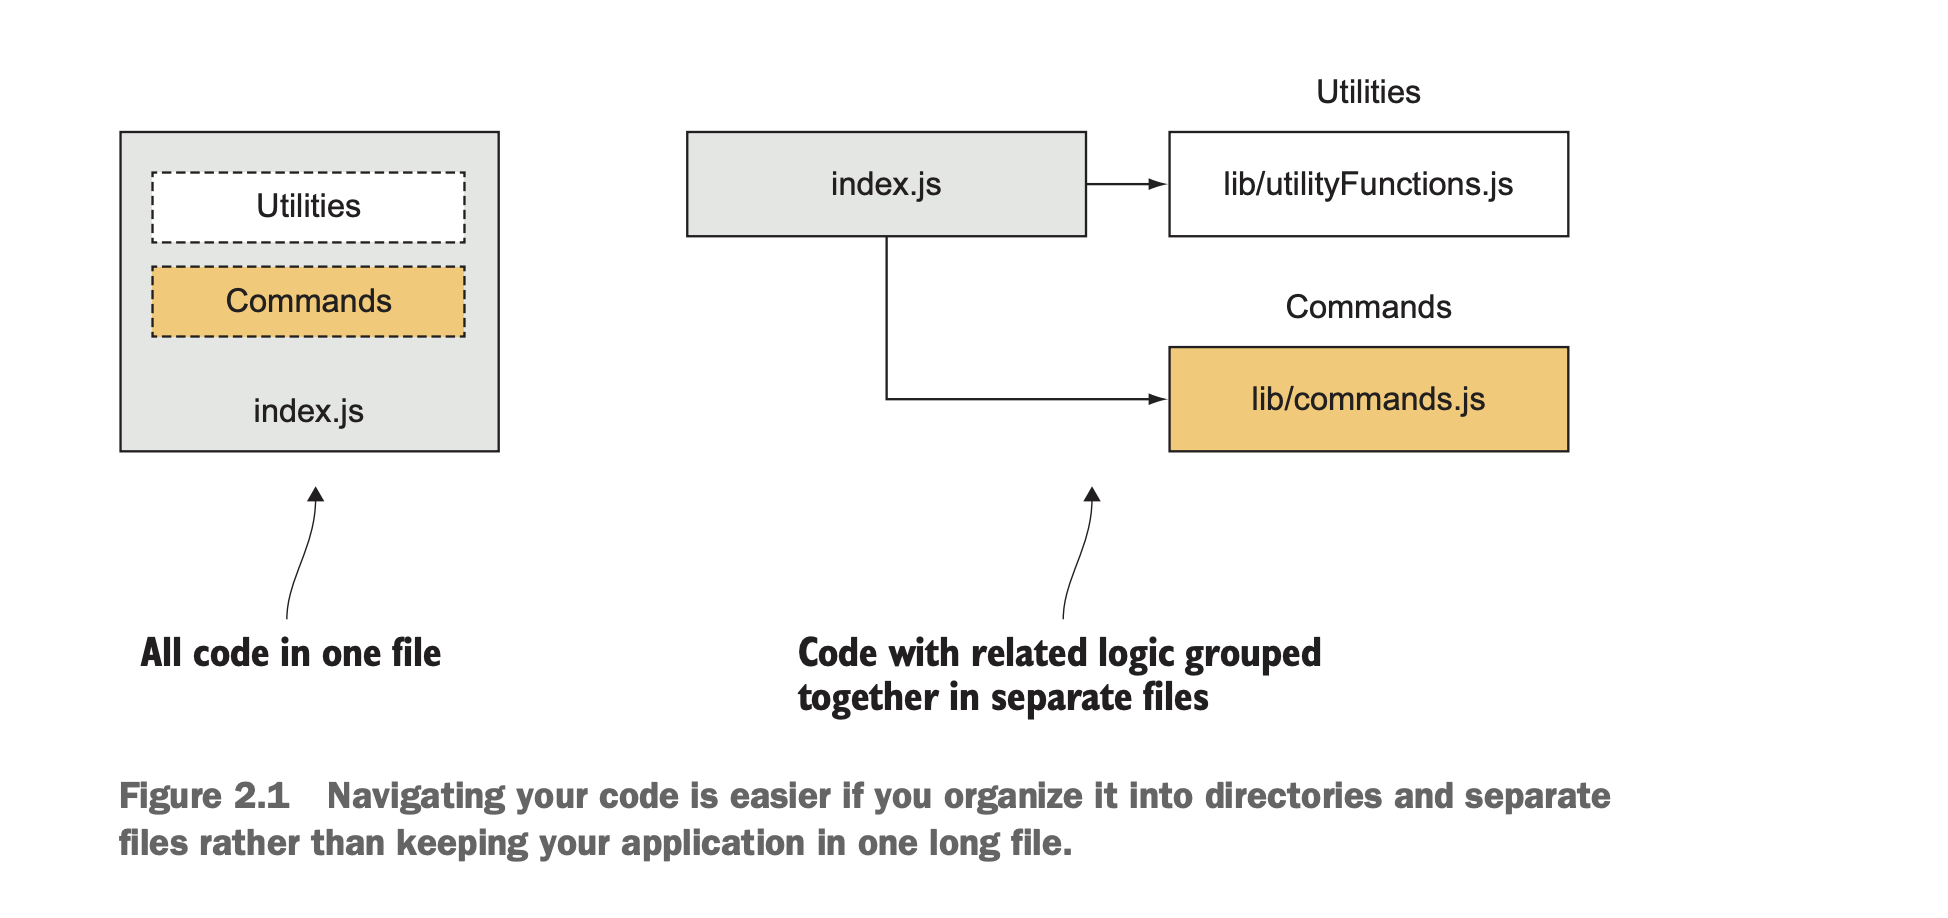 Utilities
Commands
index.js
All code in one file
index.js
Utilities
lib/utilityFunctions.js
Commands
lib/commands.js
Code with related logic grouped
together in separate files
Figure 2.1 Navigating your code is easier if you organize it into directories and separate
files rather than keeping your application in one long file.